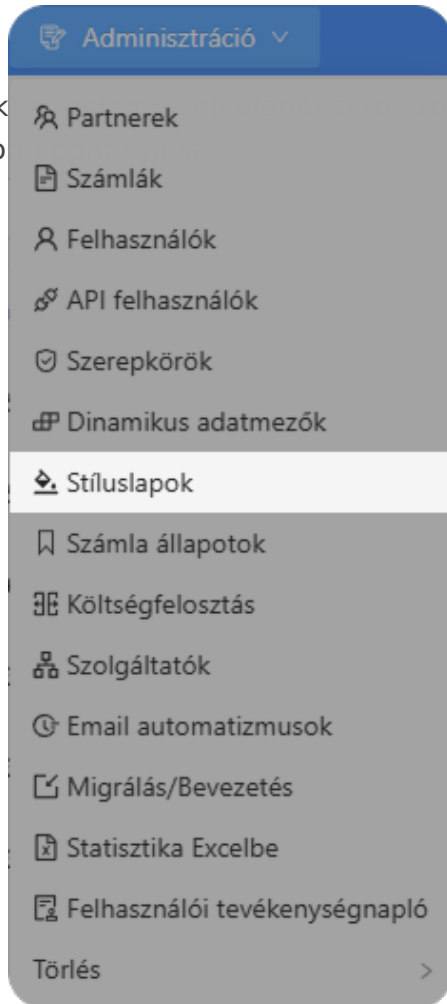 Adminisztráció
Partnerek
Számlák
Felhasználók
API felhasználók
Szerepkörök
Dinamikus adatmezők
Stíluslapok
Számla állapotok
Költségfelosztás
Szolgáltatók
Email automatizmusok
Migrálás/Bevezetés
Statisztika Excelbe
Felhasználói tevékenységnapló
Törlés